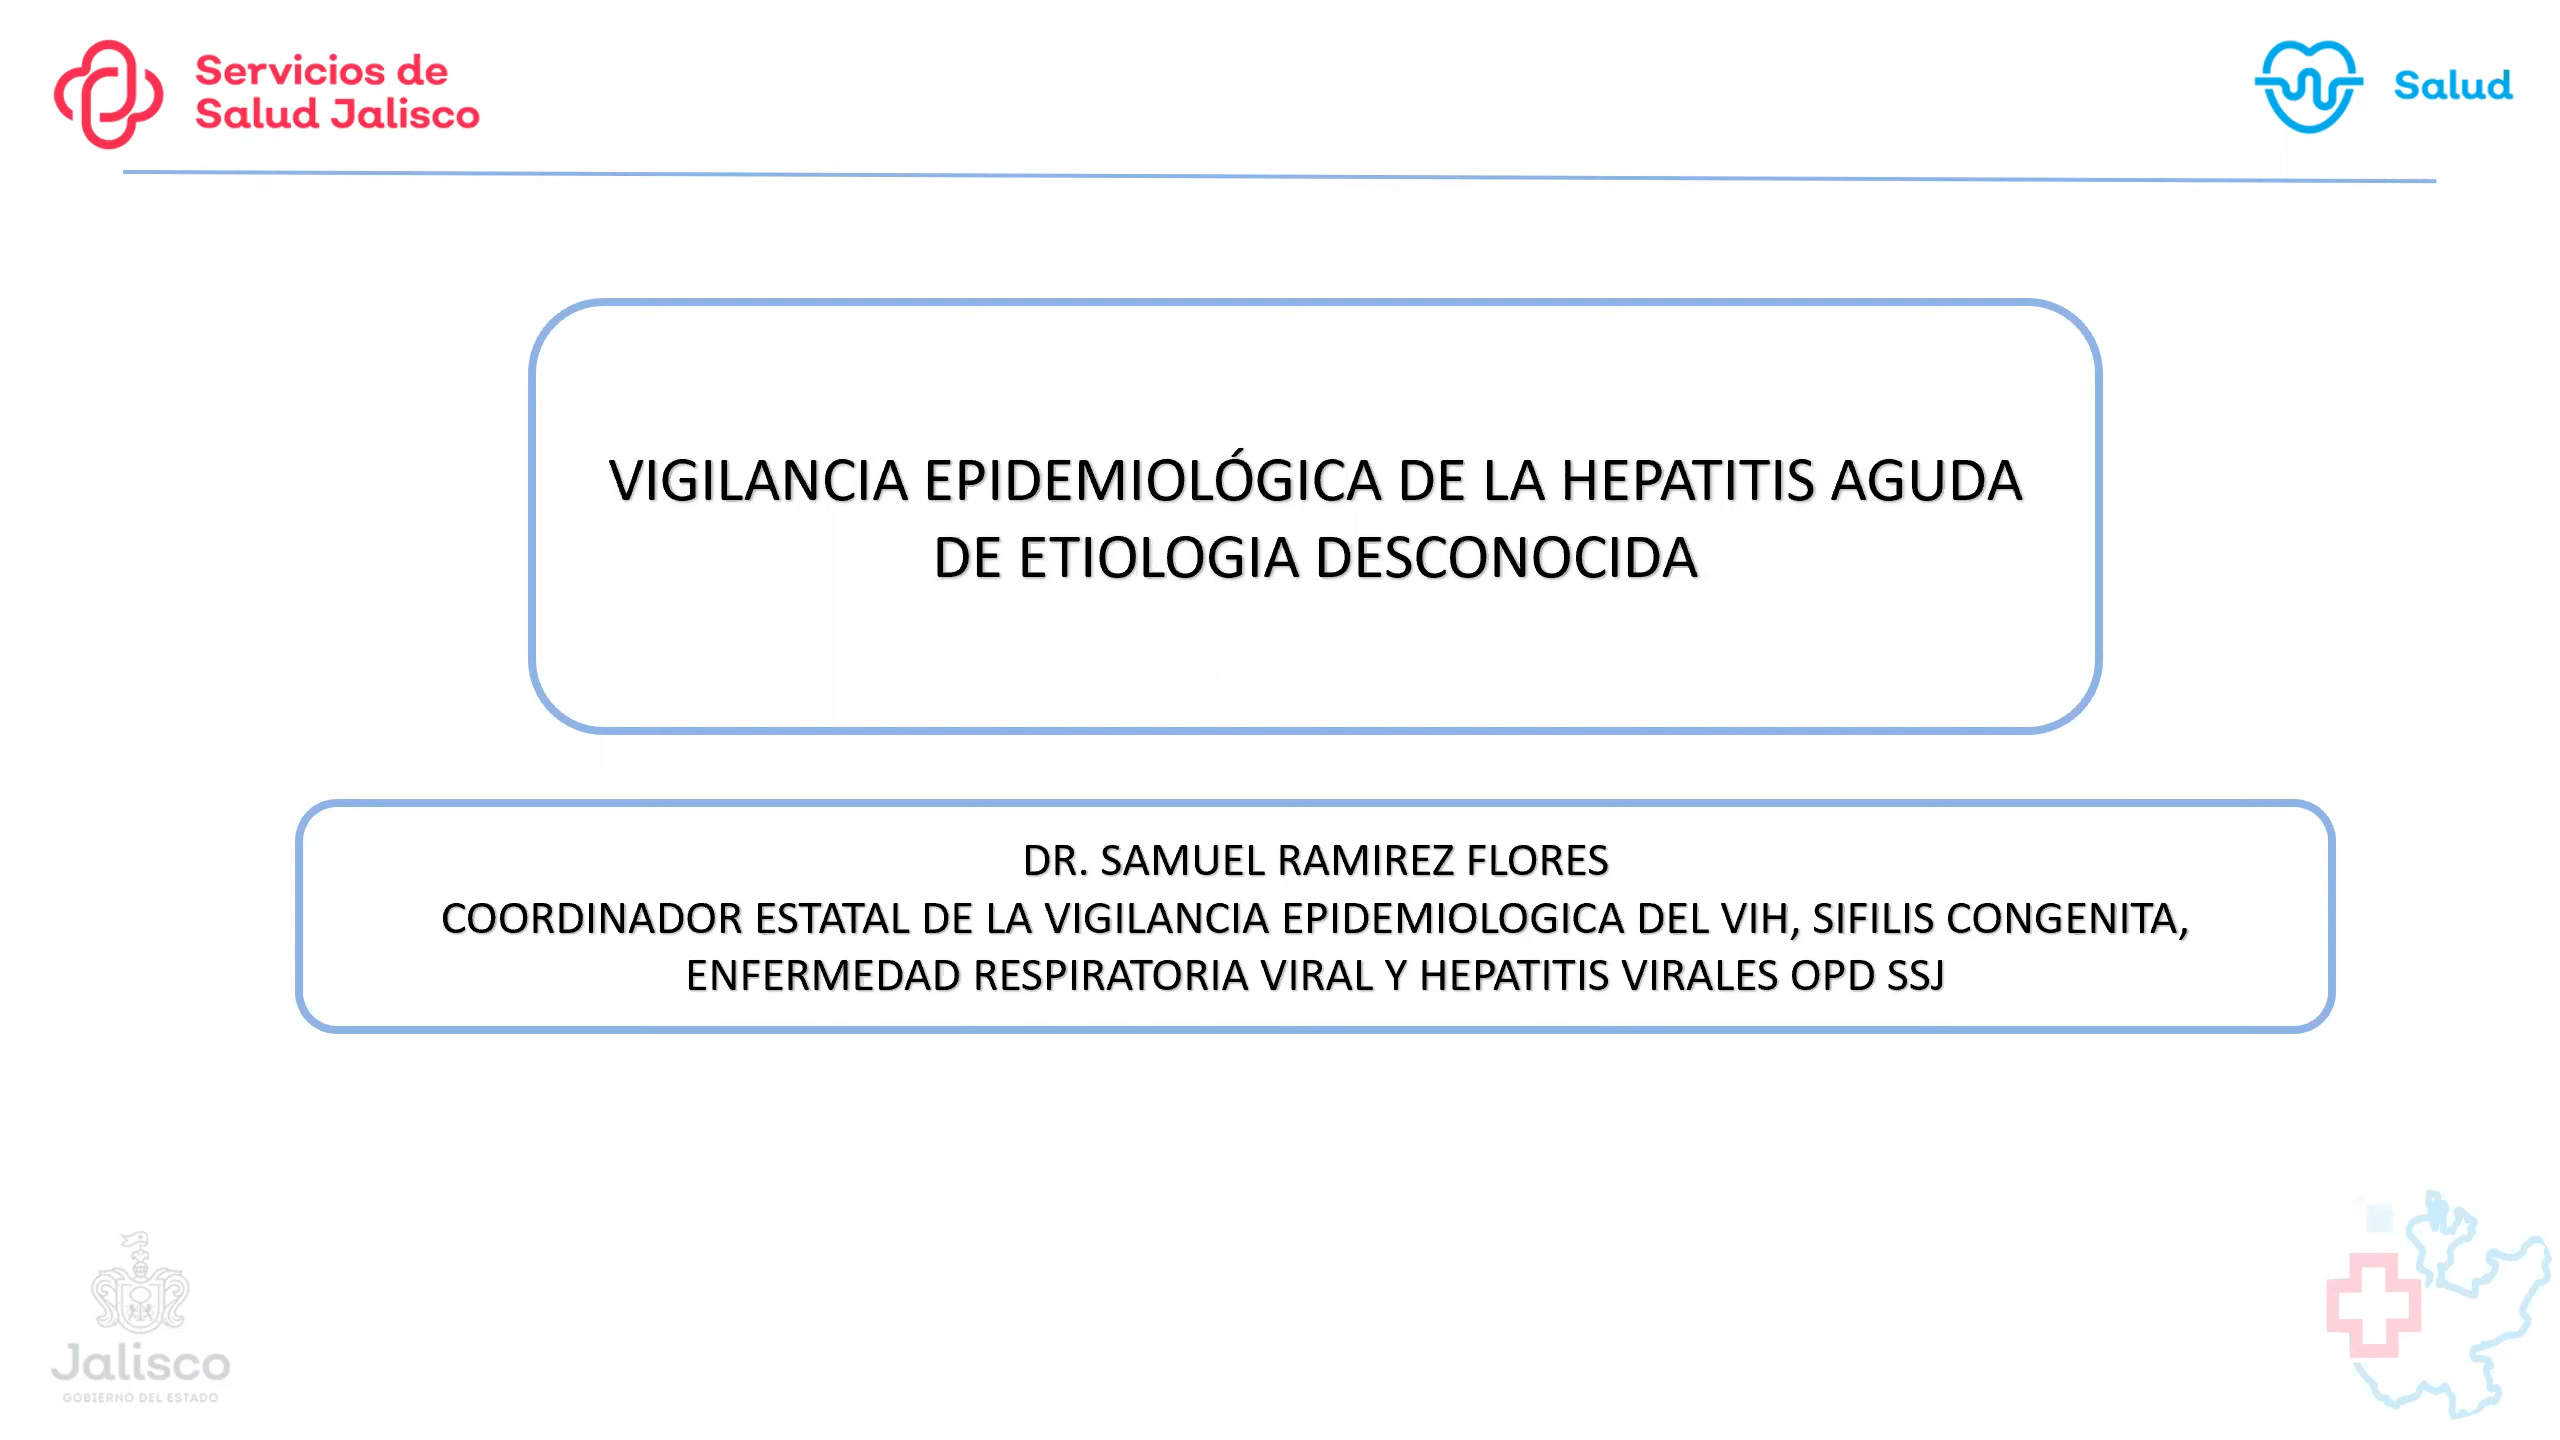 Servicios de
Salud Jalisco
Salud
VIGILANCIA EPIDEMIOLÓGICA DE LA HEPATITIS AGUDA
DE ETIOLOGIA DESCONOCIDA
DR. SAMUEL RAMIREZ FLORES
COORDINADOR ESTATAL DE LA VIGILANCIA EPIDEMIOLOGICA DEL VIH, SIFILIS CONGENITA,
ENFERMEDAD RESPIRATORIA VIRAL Y HEPATITIS VIRALES OPD SSJ
Jalisco
GOBIERNO DEL ESTADO